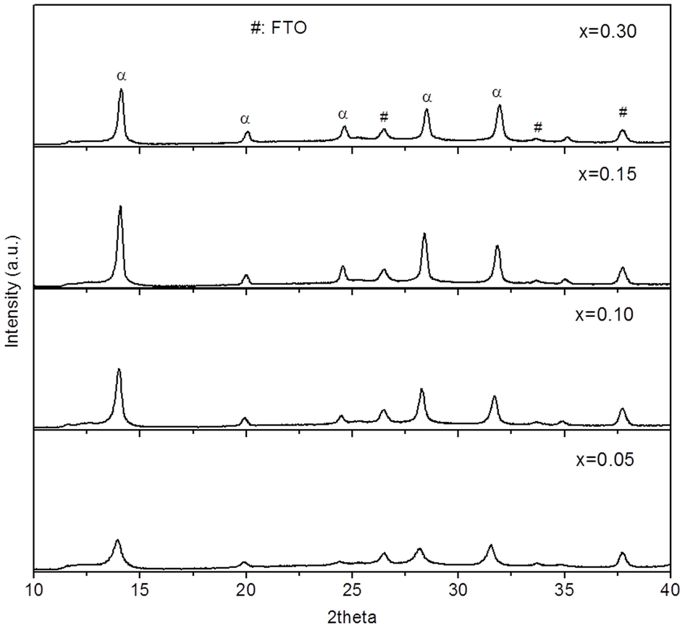 #: FTO
x=0.30
α
α
α
#
α
α
#
#
x=0.15
x=0.10
x=0.05
Intensity (a.u.)
10 15 20 25 30 35 40
2theta